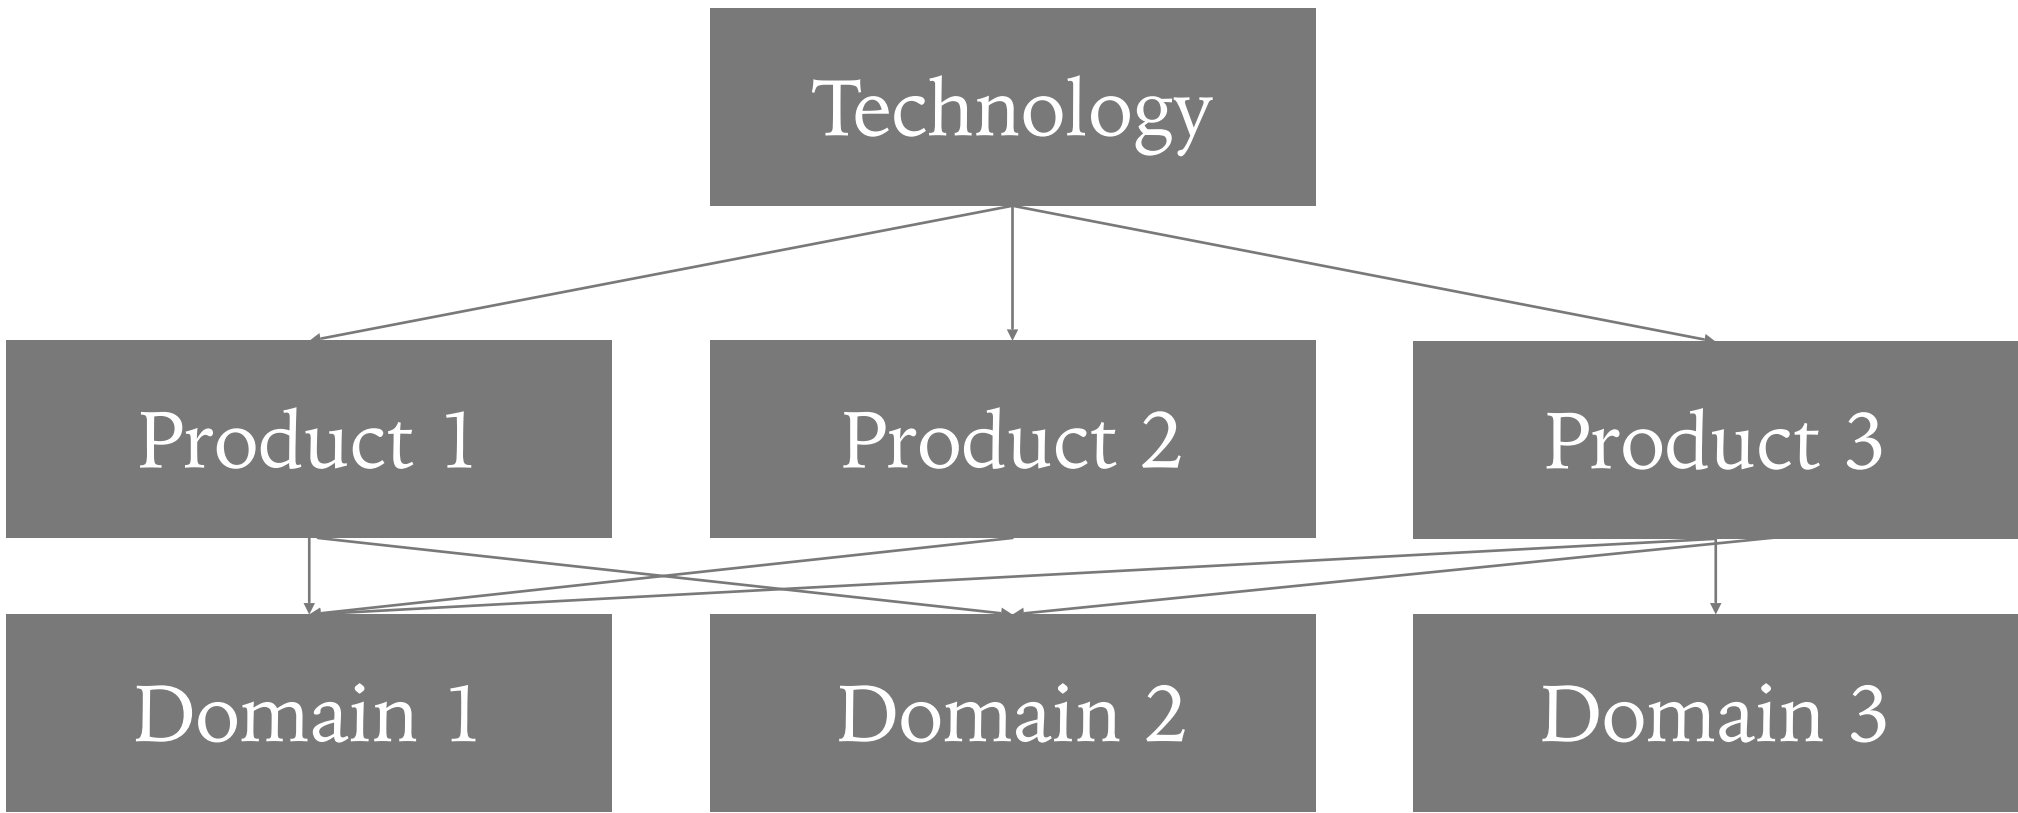 Technology
Product 1
Product 2
Product 3
Domain 1
Domain 2
Domain 3